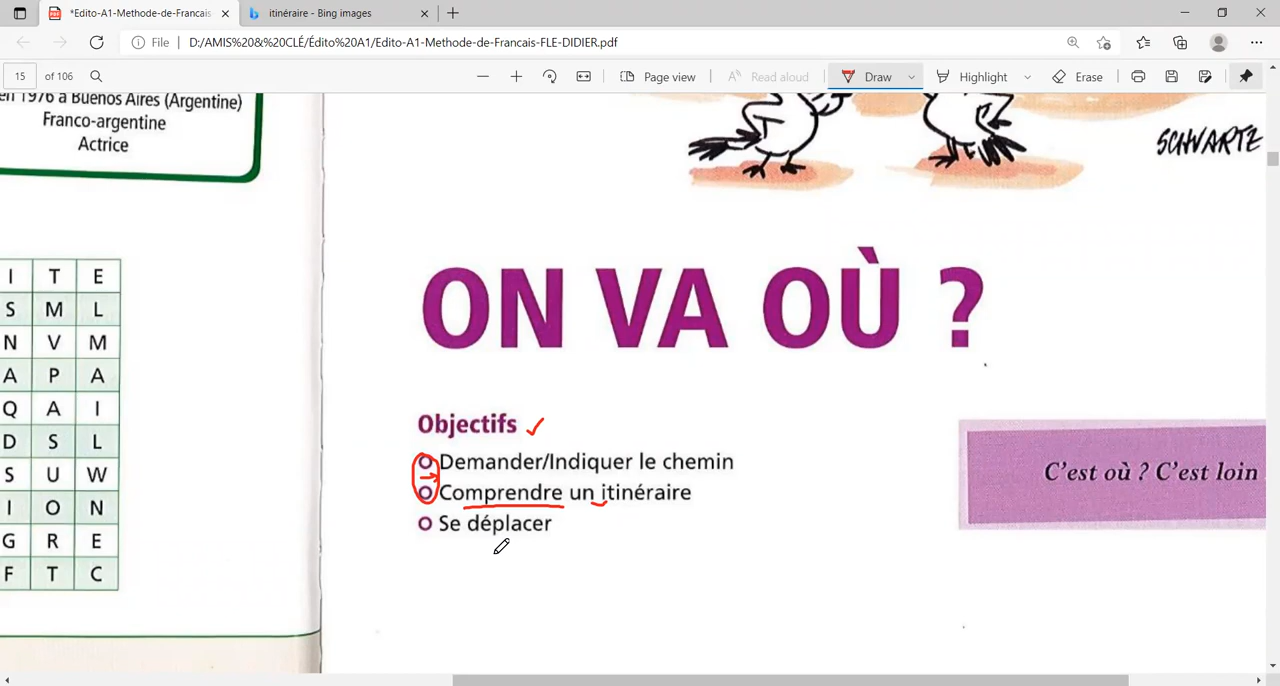 *Edito-A1-Methode-de-Francais
itinéraire - Bing images
File
D:/AMIS%20&%20CLÉ/Édito%20A1/Edito-A1-Methode-de-Francais-FLE-DIDIER.pdf
15 of 106
Page view
Read aloud
Draw
Highlight
Erase
en 1976 à Buenos Aires (Argentine)
Franco-argentine
Actrice
SCHVARTZ
I T E
S M L
N V M
A P A
Q A I
D S L
S U W
I O N
G R E
F T C
ON VA OÙ ?
Objectifs
Demander/Indiquer le chemin
Comprendre un itinéraire
Se déplacer
C'est où ? C'est loin